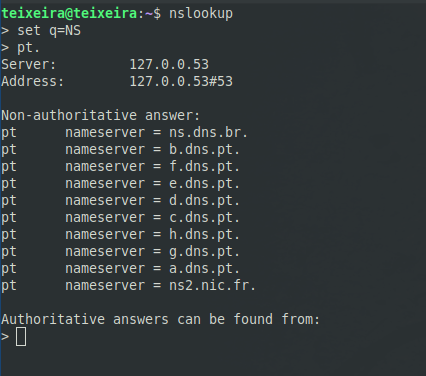 teixeira@teixeira:~$ nslookup
> set q=NS
> pt.
Server:         127.0.0.53
Address:        127.0.0.53#53

Non-authoritative answer:
pt      nameserver = ns.dns.br.
pt      nameserver = b.dns.pt.
pt      nameserver = f.dns.pt.
pt      nameserver = e.dns.pt.
pt      nameserver = d.dns.pt.
pt      nameserver = c.dns.pt.
pt      nameserver = h.dns.pt.
pt      nameserver = g.dns.pt.
pt      nameserver = a.dns.pt.
pt      nameserver = ns2.nic.fr.

Authoritative answers can be found from:
>